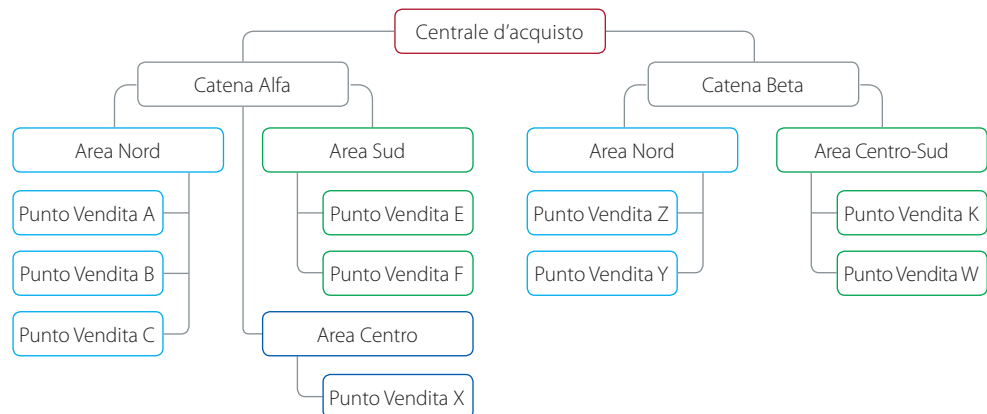 Centrale d’acquisto
Catena Alfa
Catena Beta
Area Nord
Area Sud
Area Nord
Area Centro-Sud
Punto Vendita A
Punto Vendita E
Punto Vendita Z
Punto Vendita K
Punto Vendita B
Punto Vendita F
Punto Vendita Y
Punto Vendita W
Punto Vendita C
Area Centro
Punto Vendita X